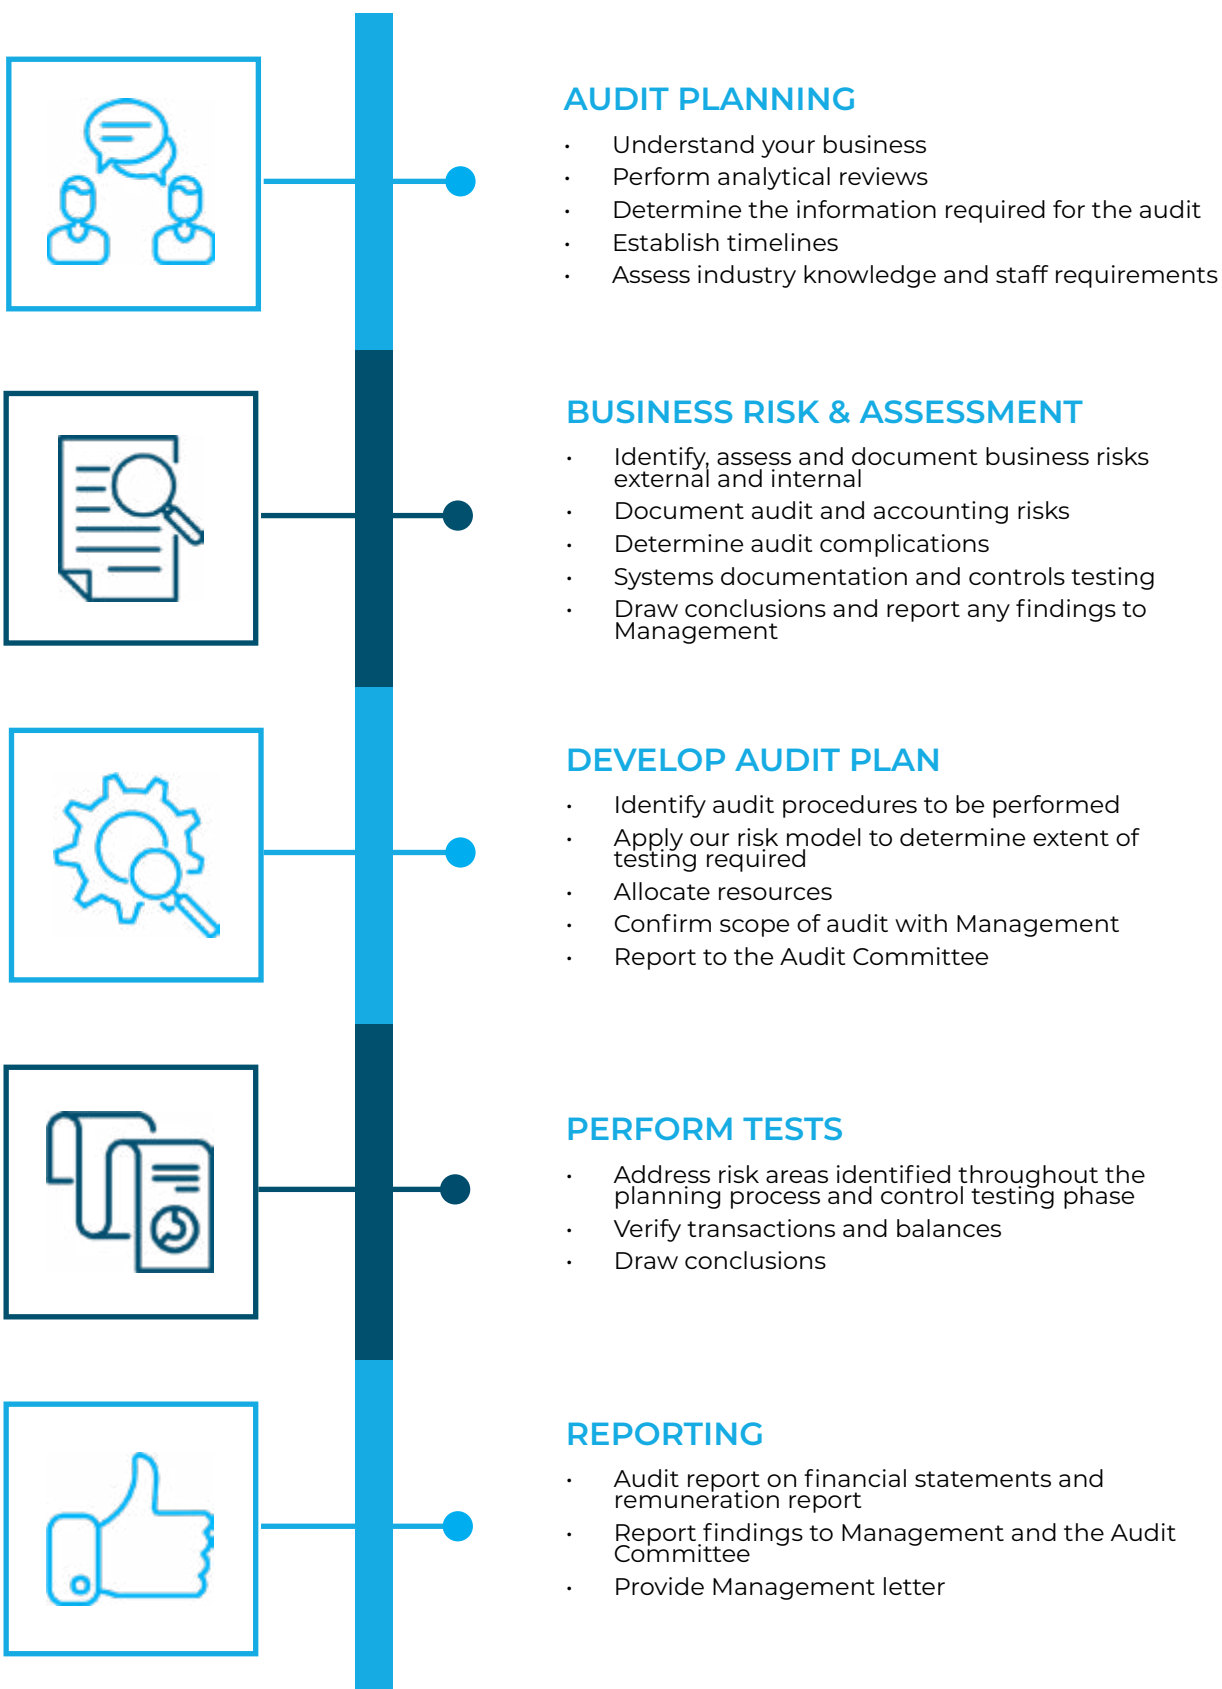 AUDIT PLANNING
· Understand your business
· Perform analytical reviews
· Determine the information required for the audit
· Establish timelines
· Assess industry knowledge and staff requirements
BUSINESS RISK & ASSESSMENT
· Identify, assess and document business risks
external and internal
· Document audit and accounting risks
· Determine audit complications
· Systems documentation and controls testing
· Draw conclusions and report any findings to
Management
DEVELOP AUDIT PLAN
· Identify audit procedures to be performed
· Apply our risk model to determine extent of
testing required
· Allocate resources
· Confirm scope of audit with Management
· Report to the Audit Committee
PERFORM TESTS
· Address risk areas identified throughout the
planning process and control testing phase
· Verify transactions and balances
· Draw conclusions
REPORTING
· Audit report on financial statements and
remuneration report
· Report findings to Management and the Audit
Committee
· Provide Management letter